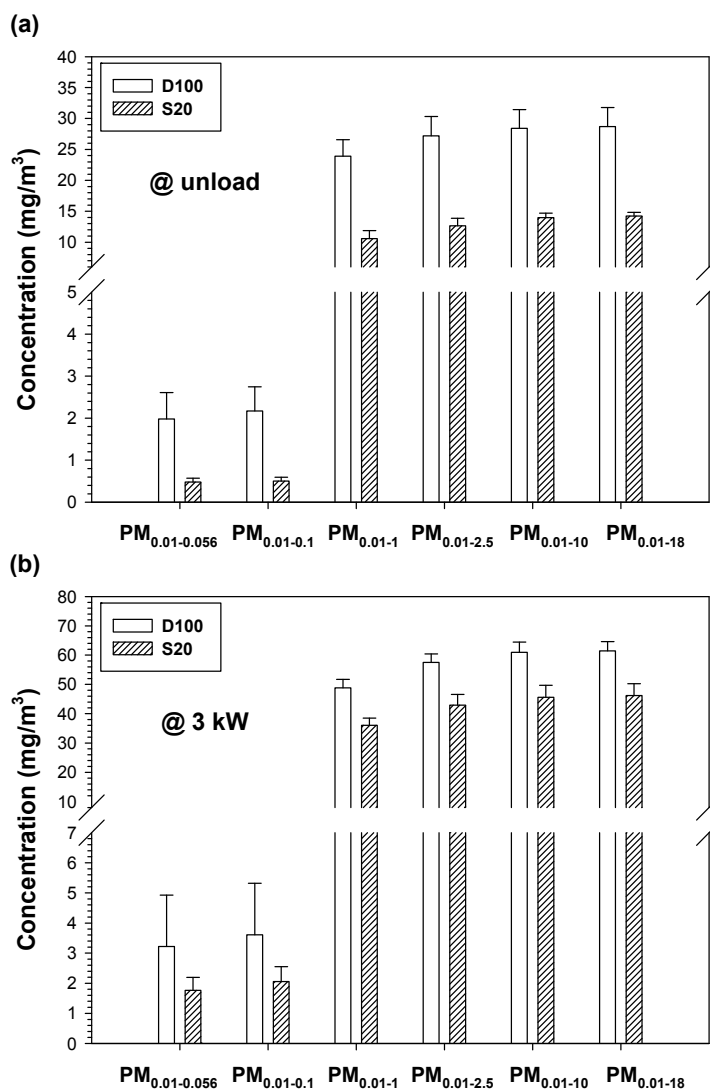 (a)
Concentration (mg/m³)
40
35
30
25
20
15
10
5
4
3
2
1
0
D100
S20
@ unload
PM0.01-0.056 PM0.01-0.1 PM0.01-1 PM0.01-2.5 PM0.01-10 PM0.01-18
(b)
Concentration (mg/m³)
80
70
60
50
40
30
20
10
7
6
5
4
3
2
1
0
D100
S20
@ 3 kW
PM0.01-0.056 PM0.01-0.1 PM0.01-1 PM0.01-2.5 PM0.01-10 PM0.01-18